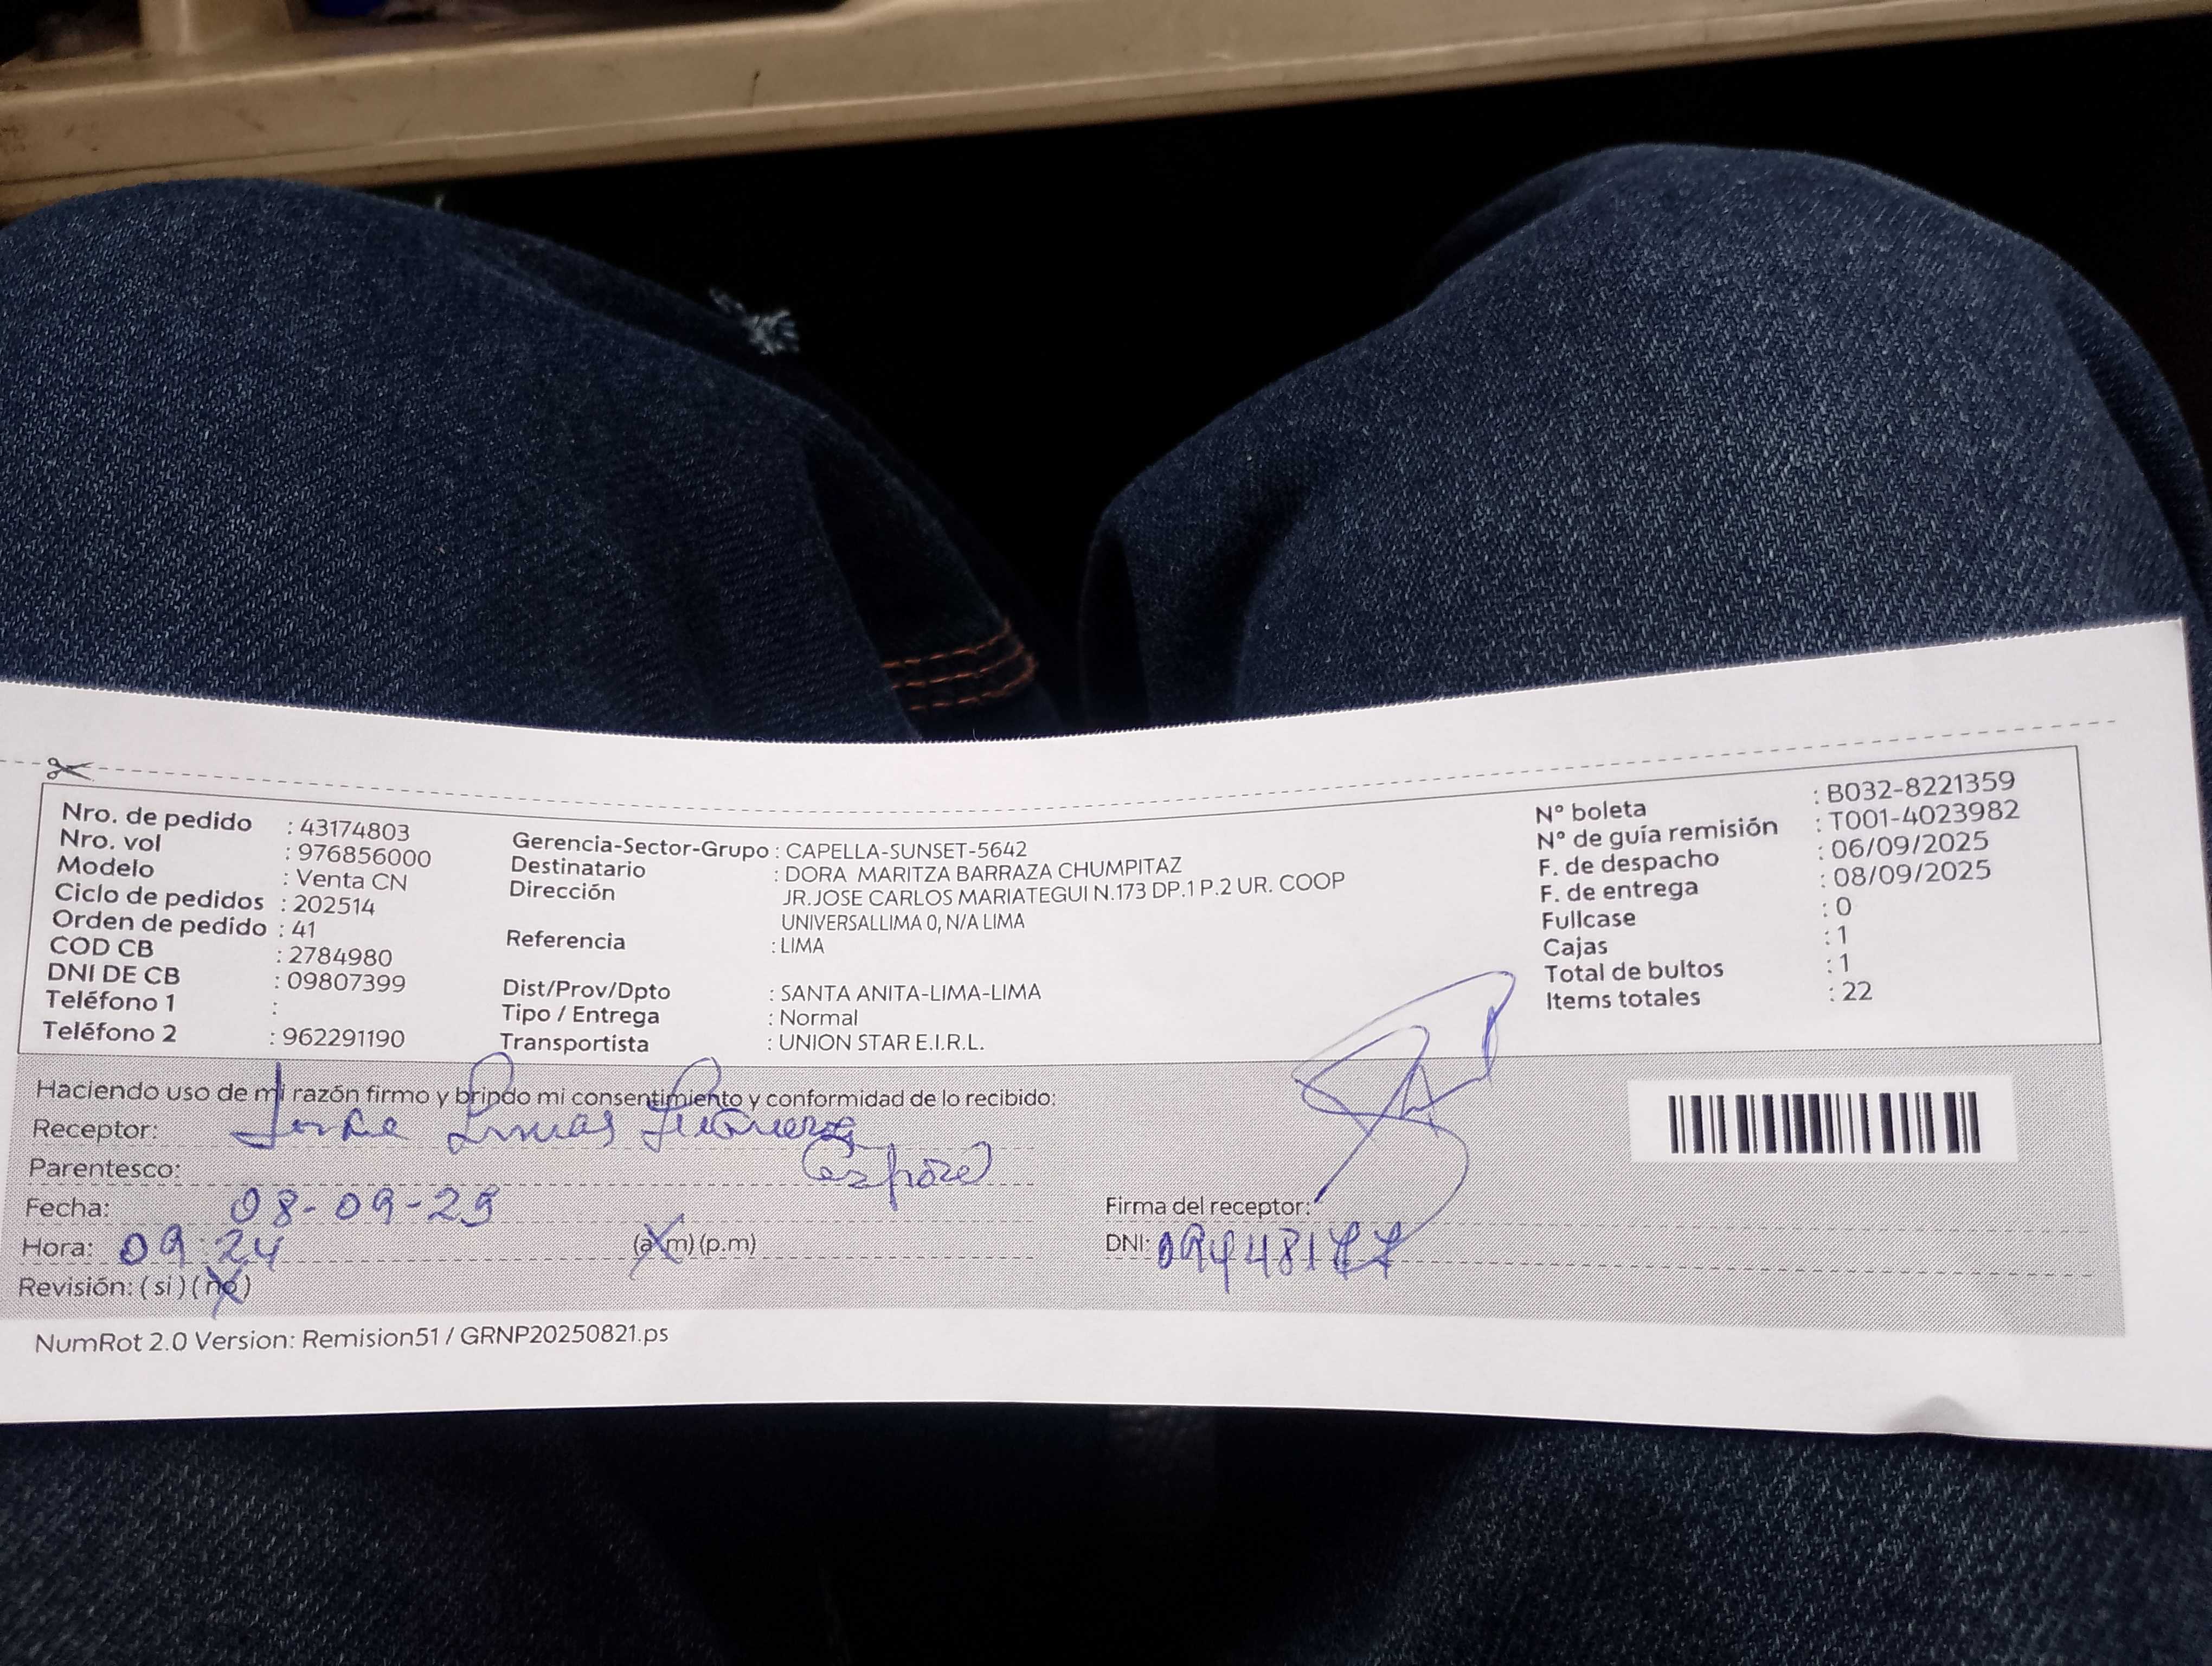 Nro. de pedido : 43174803
Nro. vol : 976856000
Modelo : Venta CN
Ciclo de pedidos : 202514
Orden de pedido : 41
COD CB : 2784980
DNI DE CB : 09807399
Teléfono 1 :
Teléfono 2 : 962291190
Gerencia-Sector-Grupo : CAPELLA-SUNSET-5642
Destinatario : DORA MARITZA BARRAZA CHUMPITAZ
Dirección JR.JOSE CARLOS MARIATEGUI N.173 DP.1 P.2 UR. COOP
UNIVERSALLIMA 0, N/A LIMA
Referencia : LIMA
Dist/Prov/Dpto : SANTA ANITA-LIMA-LIMA
Tipo / Entrega : Normal
Transportista : UNION STAR E.I.R.L.
N° boleta : B032-8221359
N° de guía remisión : T001-4023982
F. de despacho : 06/09/2025
F. de entrega : 08/09/2025
Fullcase : 0
Cajas : 1
Total de bultos : 1
Items totales : 22
Haciendo uso de mi razón firmo y brindo mi consentimiento y conformidad de lo recibido:
Receptor:
Parentesco:
Fecha: 08-09-25
Hora: 09:24 (a.m) (p.m)
Revisión: ( si ) ( no )
Firma del receptor:
DNI:
NumRot 2.0 Version: Remision51 / GRNP20250821.ps